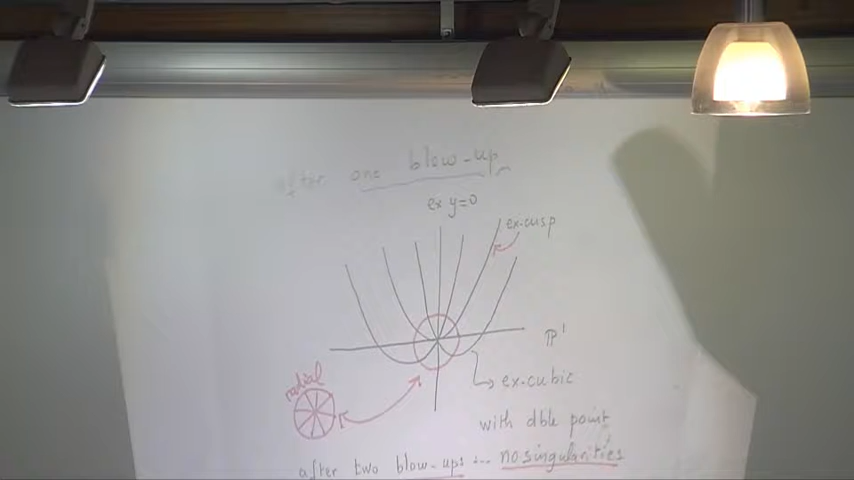 after one blow-up
ex y=0
ex-cusp
P¹
radial
ex-cubic
with dble point
after two blow-ups ... no singularities